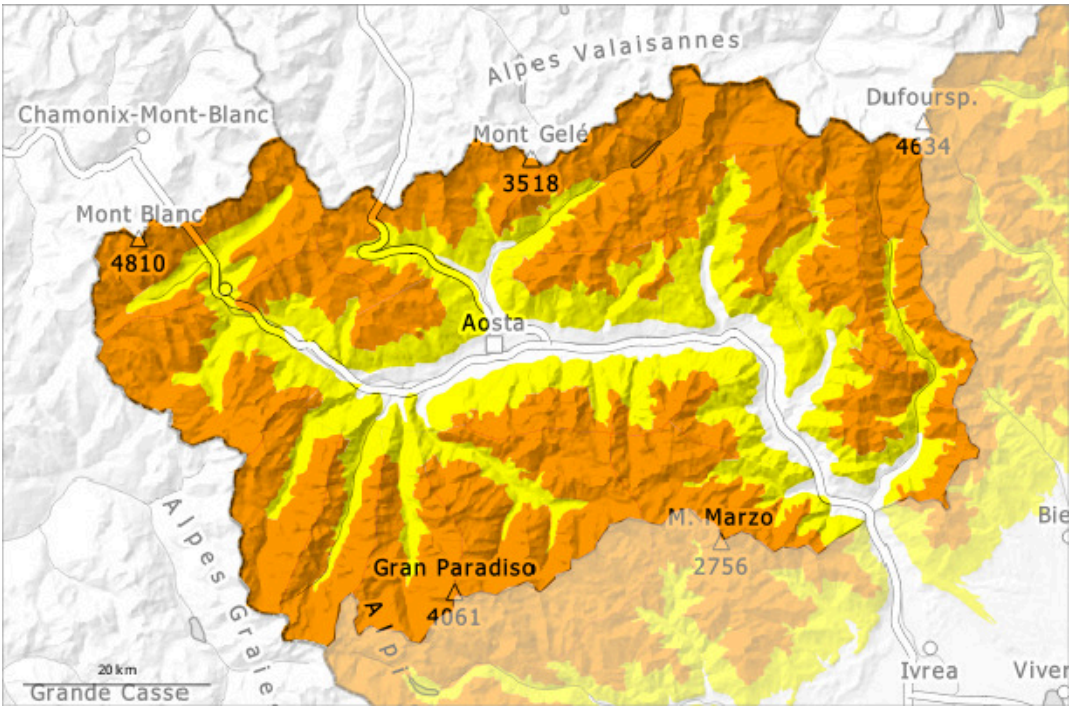 Alpes Valaisannes
Dufoursp.
4634
Chamonix-Mont-Blanc
Mont Gelé
3518
Mont Blanc
4810
Aosta
M. Marzo
2756
Gran Paradiso
4061
Alpes Graie
Alpi
Bie
Ivrea
Viver
20 km
Grande Casse